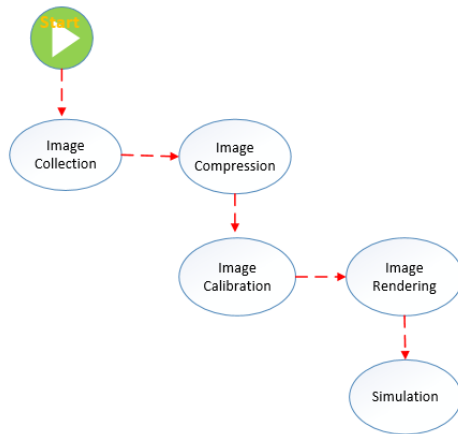 Start
Image
Collection
Image
Compression
Image
Calibration
Image
Rendering
Simulation